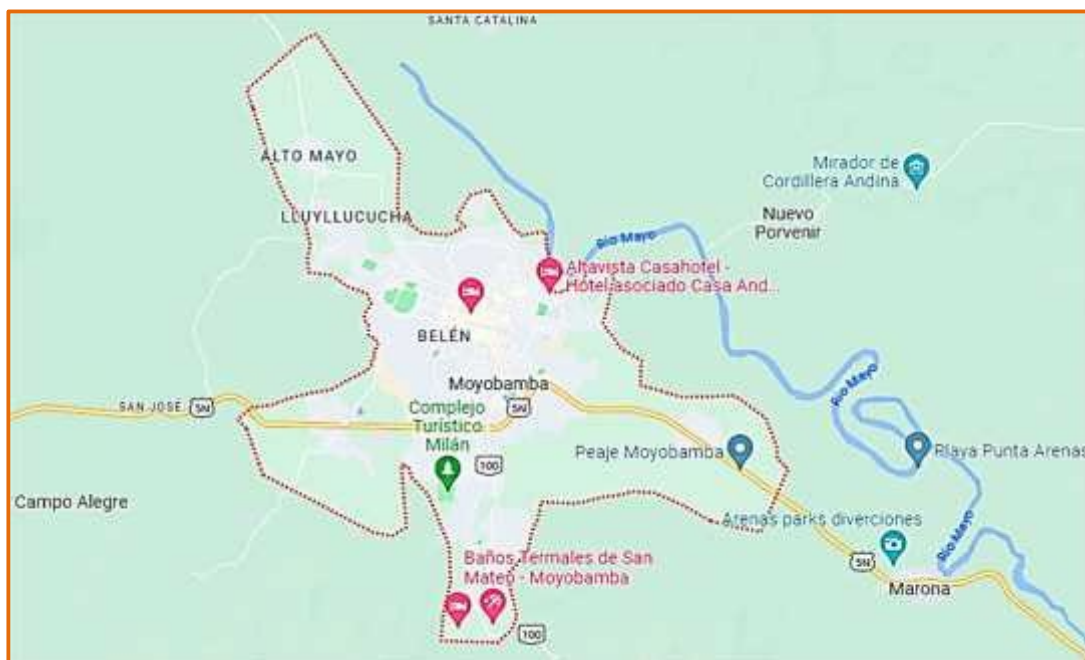 SANTA CATALINA
ALTO MAYO
LLUYLLUCUCHA
Mirador de
Cordillera Andina
Nuevo
Porvenir
Río Mayo
Altavista Casahotel -
Hotel asociado Casa And...
BELÉN
Moyobamba
Río Mayo
SAN JOSÉ
5N
5N
Complejo
Turístico
Milán
100
Peaje Moyobamba
Playa Punta Arenas
Campo Alegre
Arenas parks diverciones
Río Mayo
5N
Marona
Baños Termales de San
Mateo - Moyobamba
100